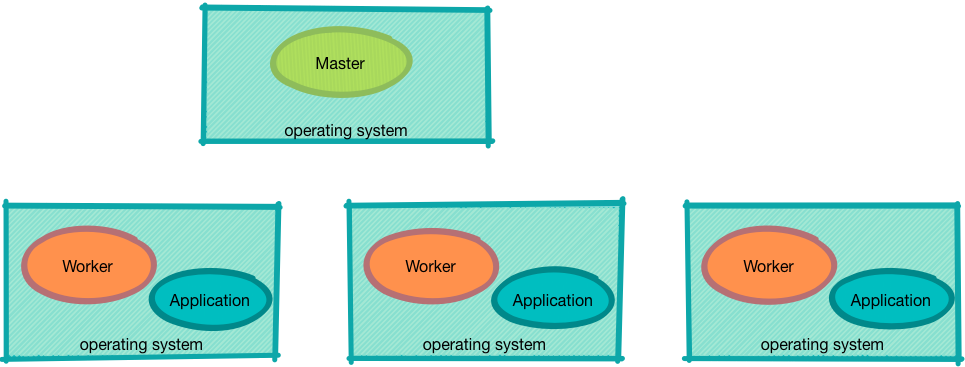 Master
operating system
Worker
Application
operating system
Worker
Application
operating system
Worker
Application
operating system